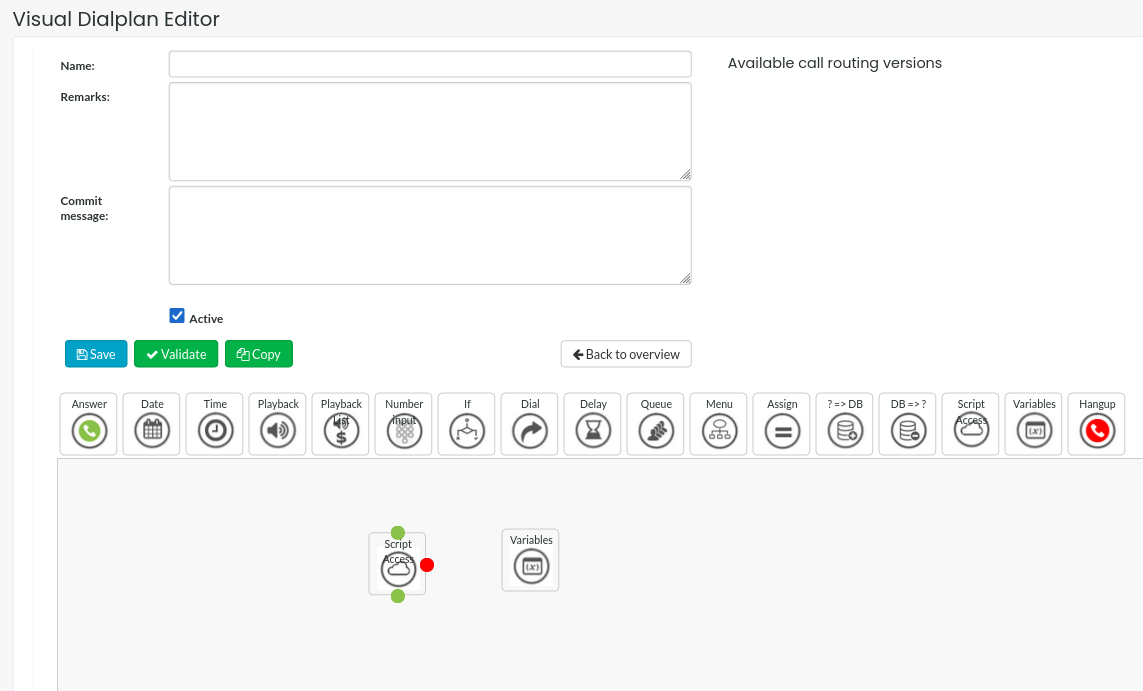 Visual Dialplan Editor
Name:
Available call routing versions
Remarks:
Commit
message:
Active
Save
Validate
Copy
Back to overview
Answer
Date
Time
Playback
Playback
List
$
Number
input
If
Dial
Delay
Queue
Menu
Assign
? => DB
DB => ?
Script
Access
Variables
(x)
Hangup
Script
Access
Variables
(x)